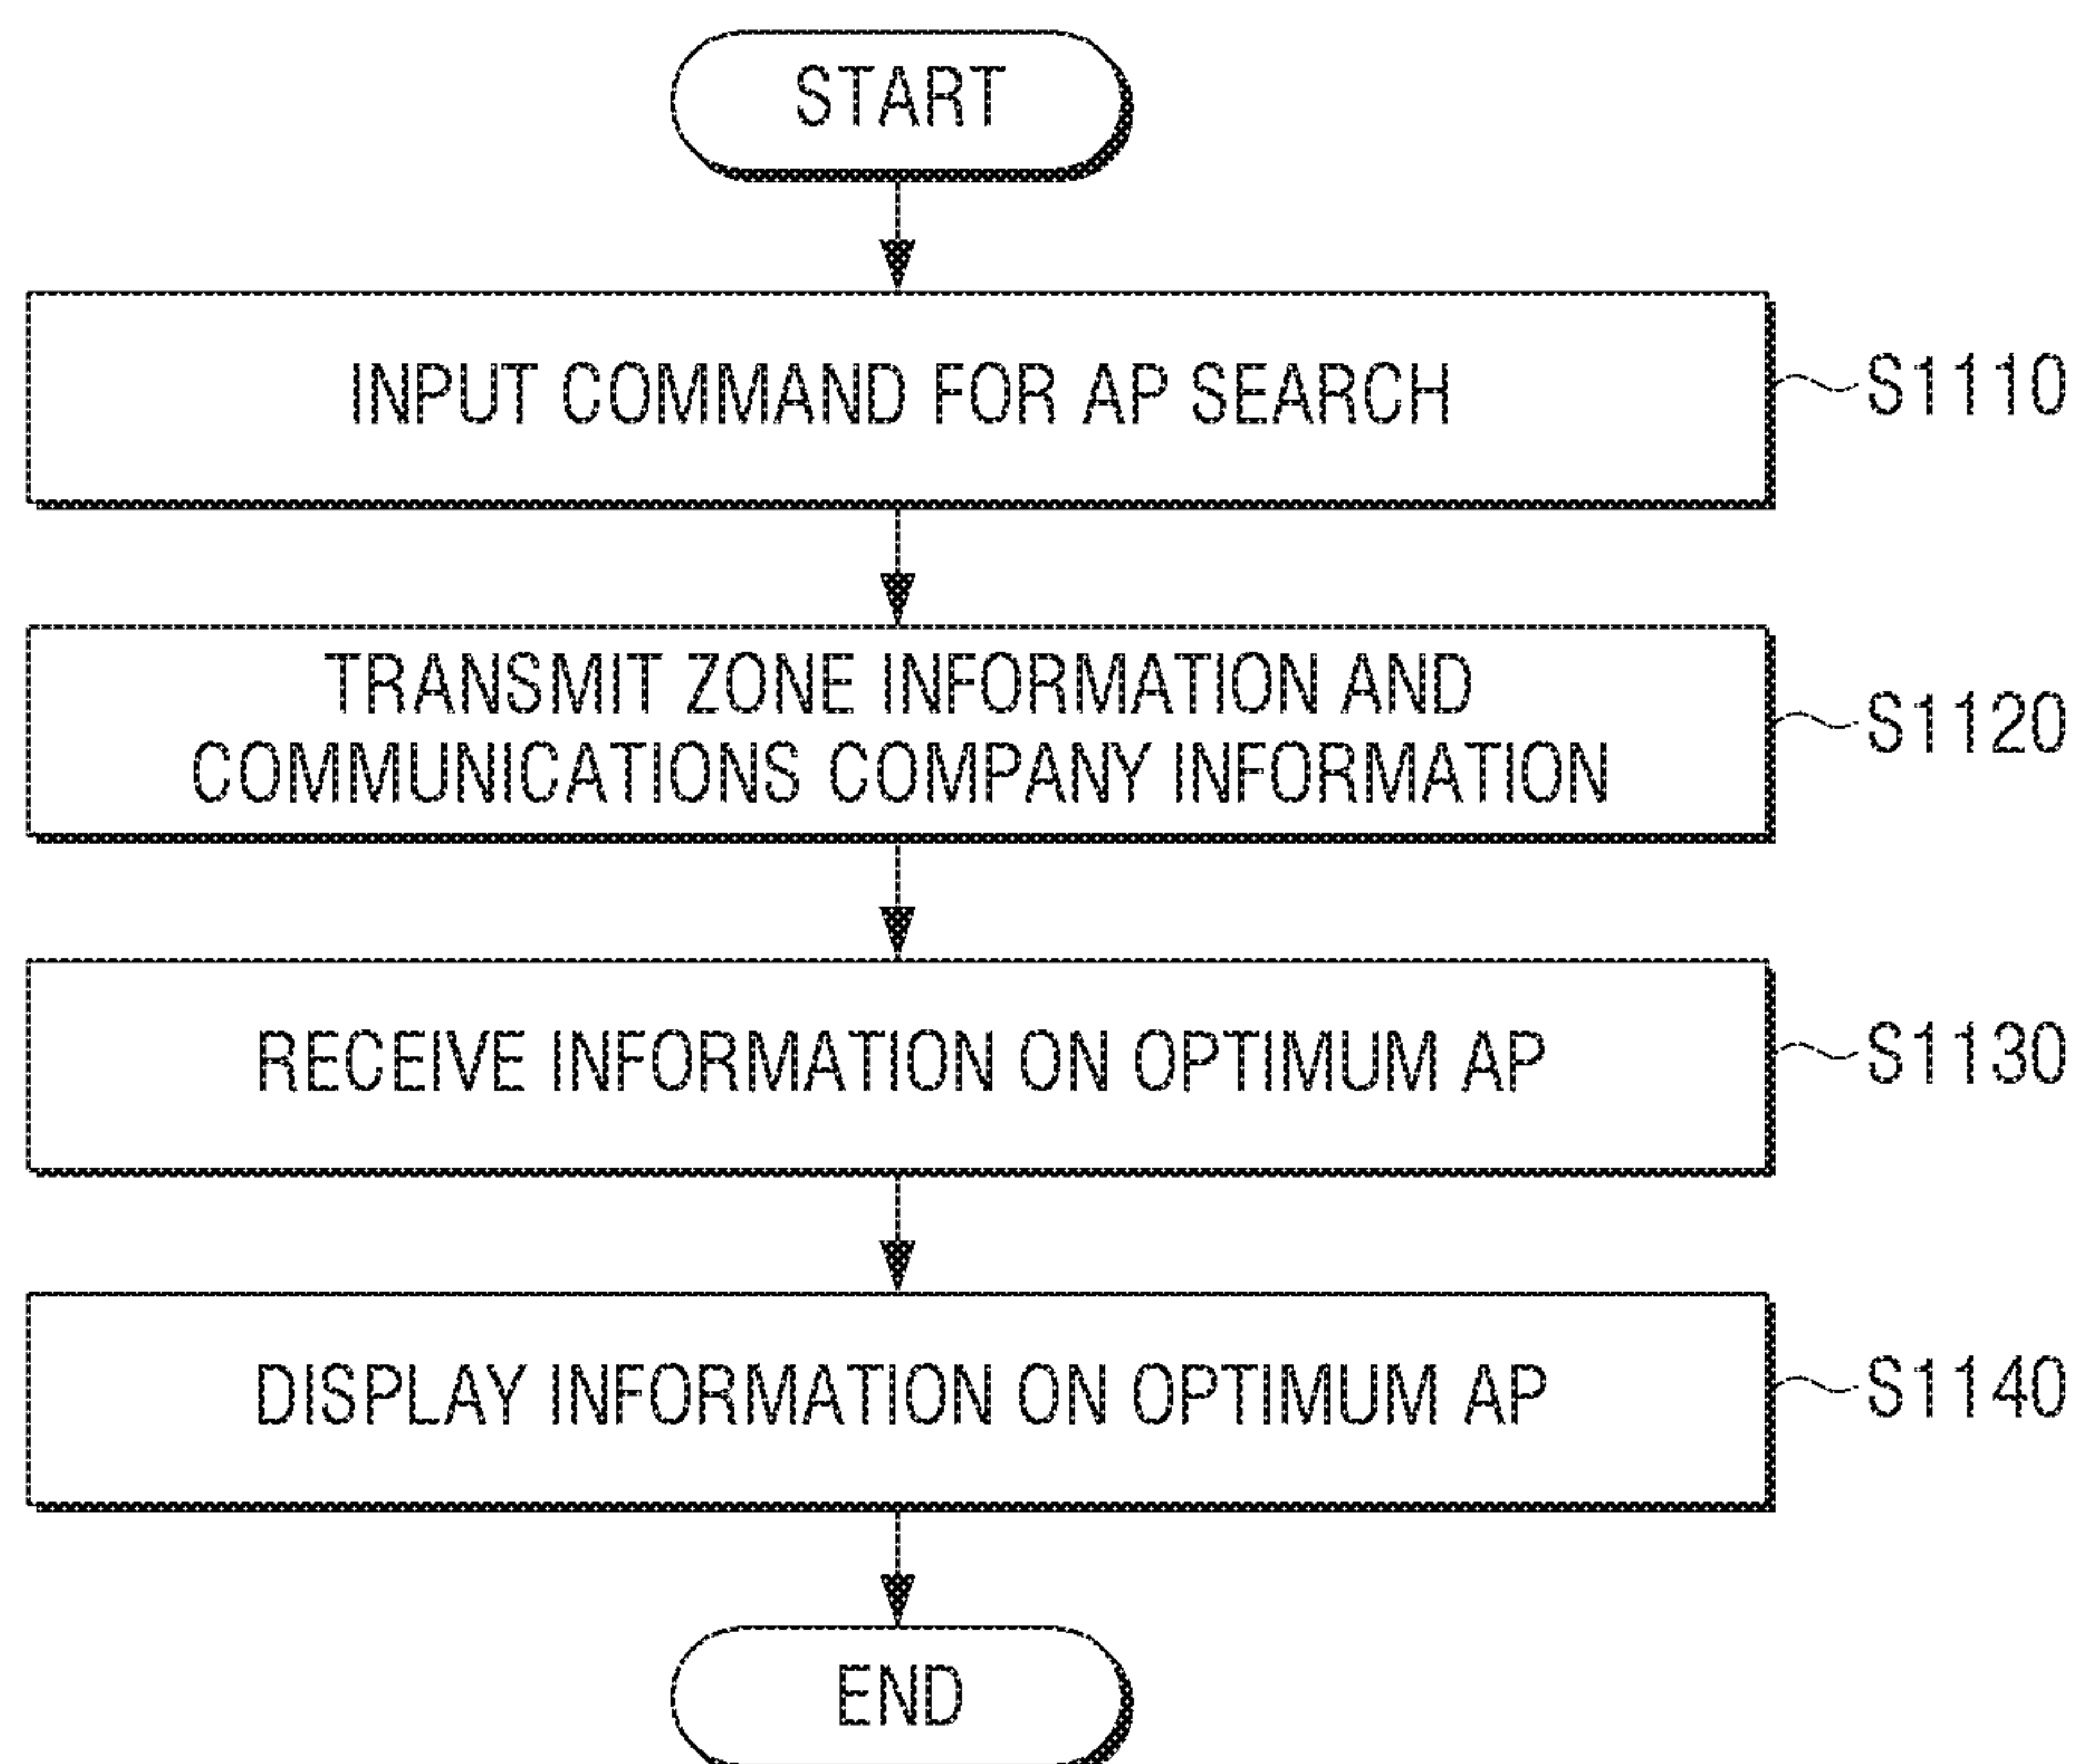 START
INPUT COMMAND FOR AP SEARCH
S1110
TRANSMIT ZONE INFORMATION AND
COMMUNICATIONS COMPANY INFORMATION
S1120
RECEIVE INFORMATION ON OPTIMUM AP
S1130
DISPLAY INFORMATION ON OPTIMUM AP
S1140
END